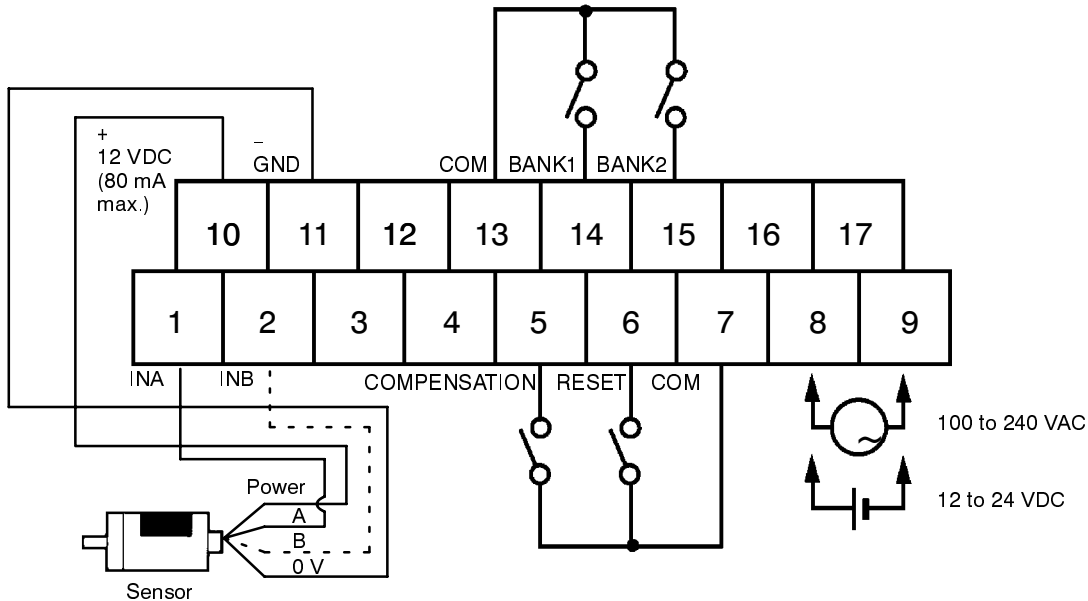 +
12 VDC
(80 mA
max.)
–
GND
COM BANK1 BANK2
10 11 12 13 14 15 16 17
1 2 3 4 5 6 7 8 9
INA INB COMPENSATION RESET COM
100 to 240 VAC
12 to 24 VDC
Power
A
B
0 V
Sensor